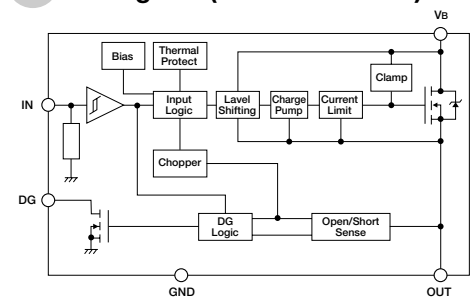 VB
Bias
Thermal
Protect
Clamp
IN
Input
Logic
Lavel
Shifting
Charge
Pump
Current
Limit
Chopper
DG
DG
Logic
Open/Short
Sense
GND
OUT